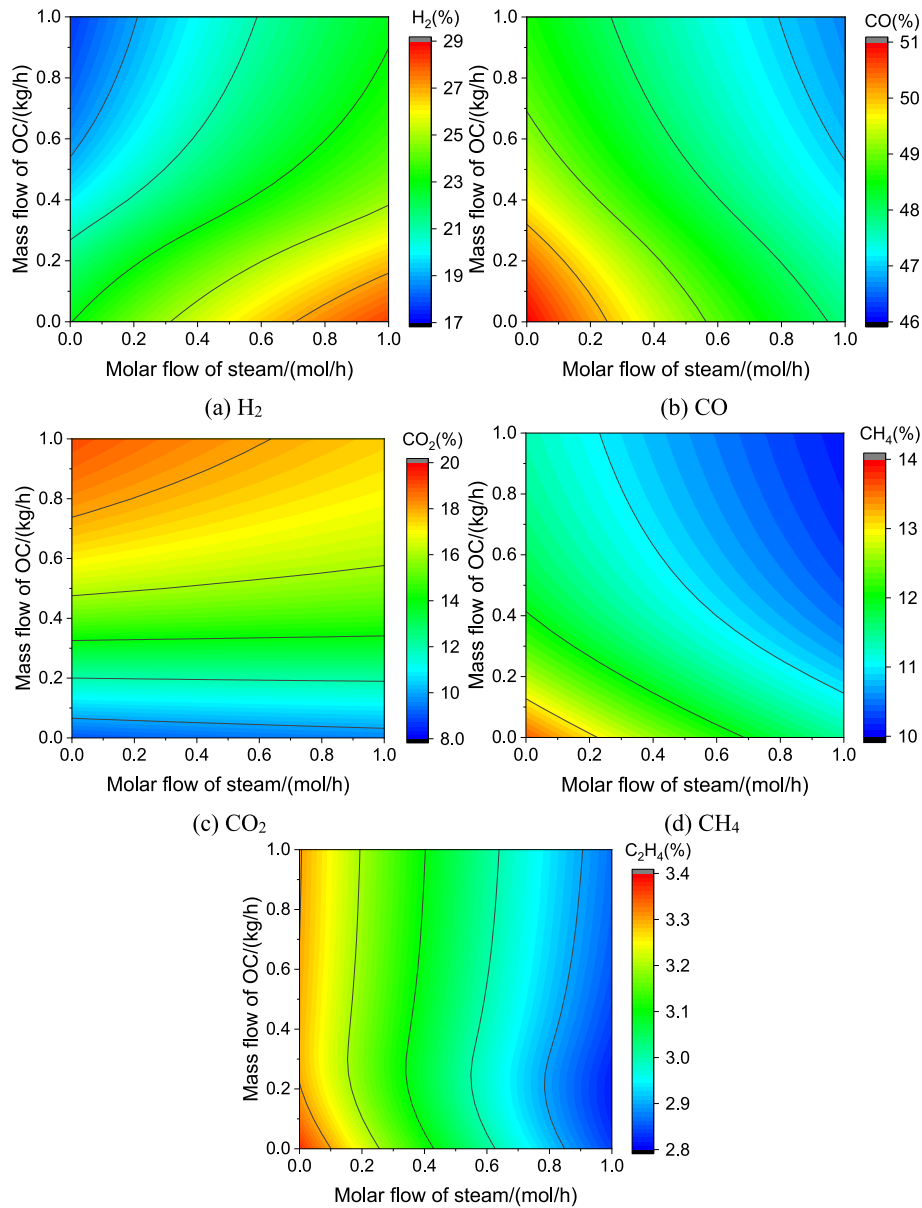 H₂(%)
29
27
25
23
21
19
17
1.0
0.8
0.6
0.4
0.2
0.0
Mass flow of OC/(kg/h)
0.0 0.2 0.4 0.6 0.8 1.0
Molar flow of steam/(mol/h)
(a) H₂
CO(%)
51
50
49
48
47
46
1.0
0.8
0.6
0.4
0.2
0.0
Mass flow of OC/(kg/h)
0.0 0.2 0.4 0.6 0.8 1.0
Molar flow of steam/(mol/h)
(b) CO
CO₂(%)
20
18
16
14
12
10
8.0
1.0
0.8
0.6
0.4
0.2
0.0
Mass flow of OC/(kg/h)
0.0 0.2 0.4 0.6 0.8 1.0
Molar flow of steam/(mol/h)
(c) CO₂
CH₄(%)
14
13
12
11
10
1.0
0.8
0.6
0.4
0.2
0.0
Mass flow of OC/(kg/h)
0.0 0.2 0.4 0.6 0.8 1.0
Molar flow of steam/(mol/h)
(d) CH₄
C₂H₄(%)
3.4
3.3
3.2
3.1
3.0
2.9
2.8
1.0
0.8
0.6
0.4
0.2
0.0
Mass flow of OC/(kg/h)
0.0 0.2 0.4 0.6 0.8 1.0
Molar flow of steam/(mol/h)